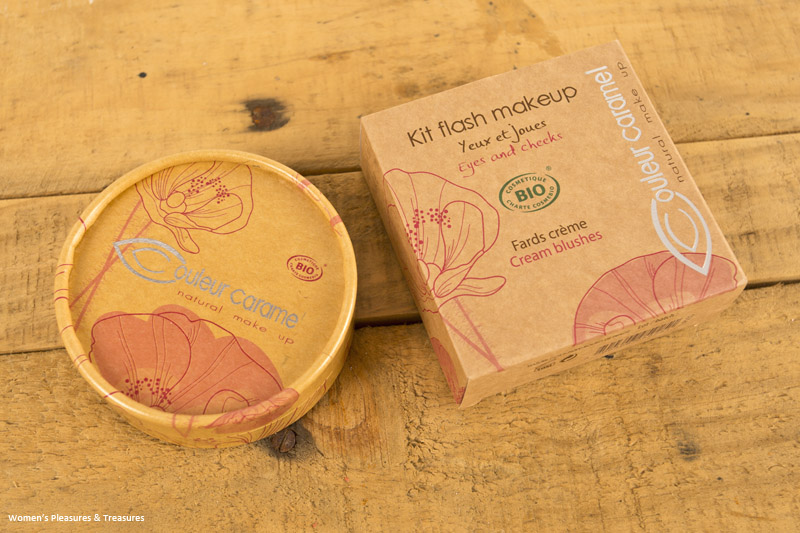 Kit flash makeup
Yeux et Joues
Eyes and cheeks
COSMETIQUE
BIO
CHARTE COSMEBIO
Fards crème
Cream blushes
Couleur caramel
natural make up
BIO
Couleur caramel
natural make up
Women's Pleasures & Treasures